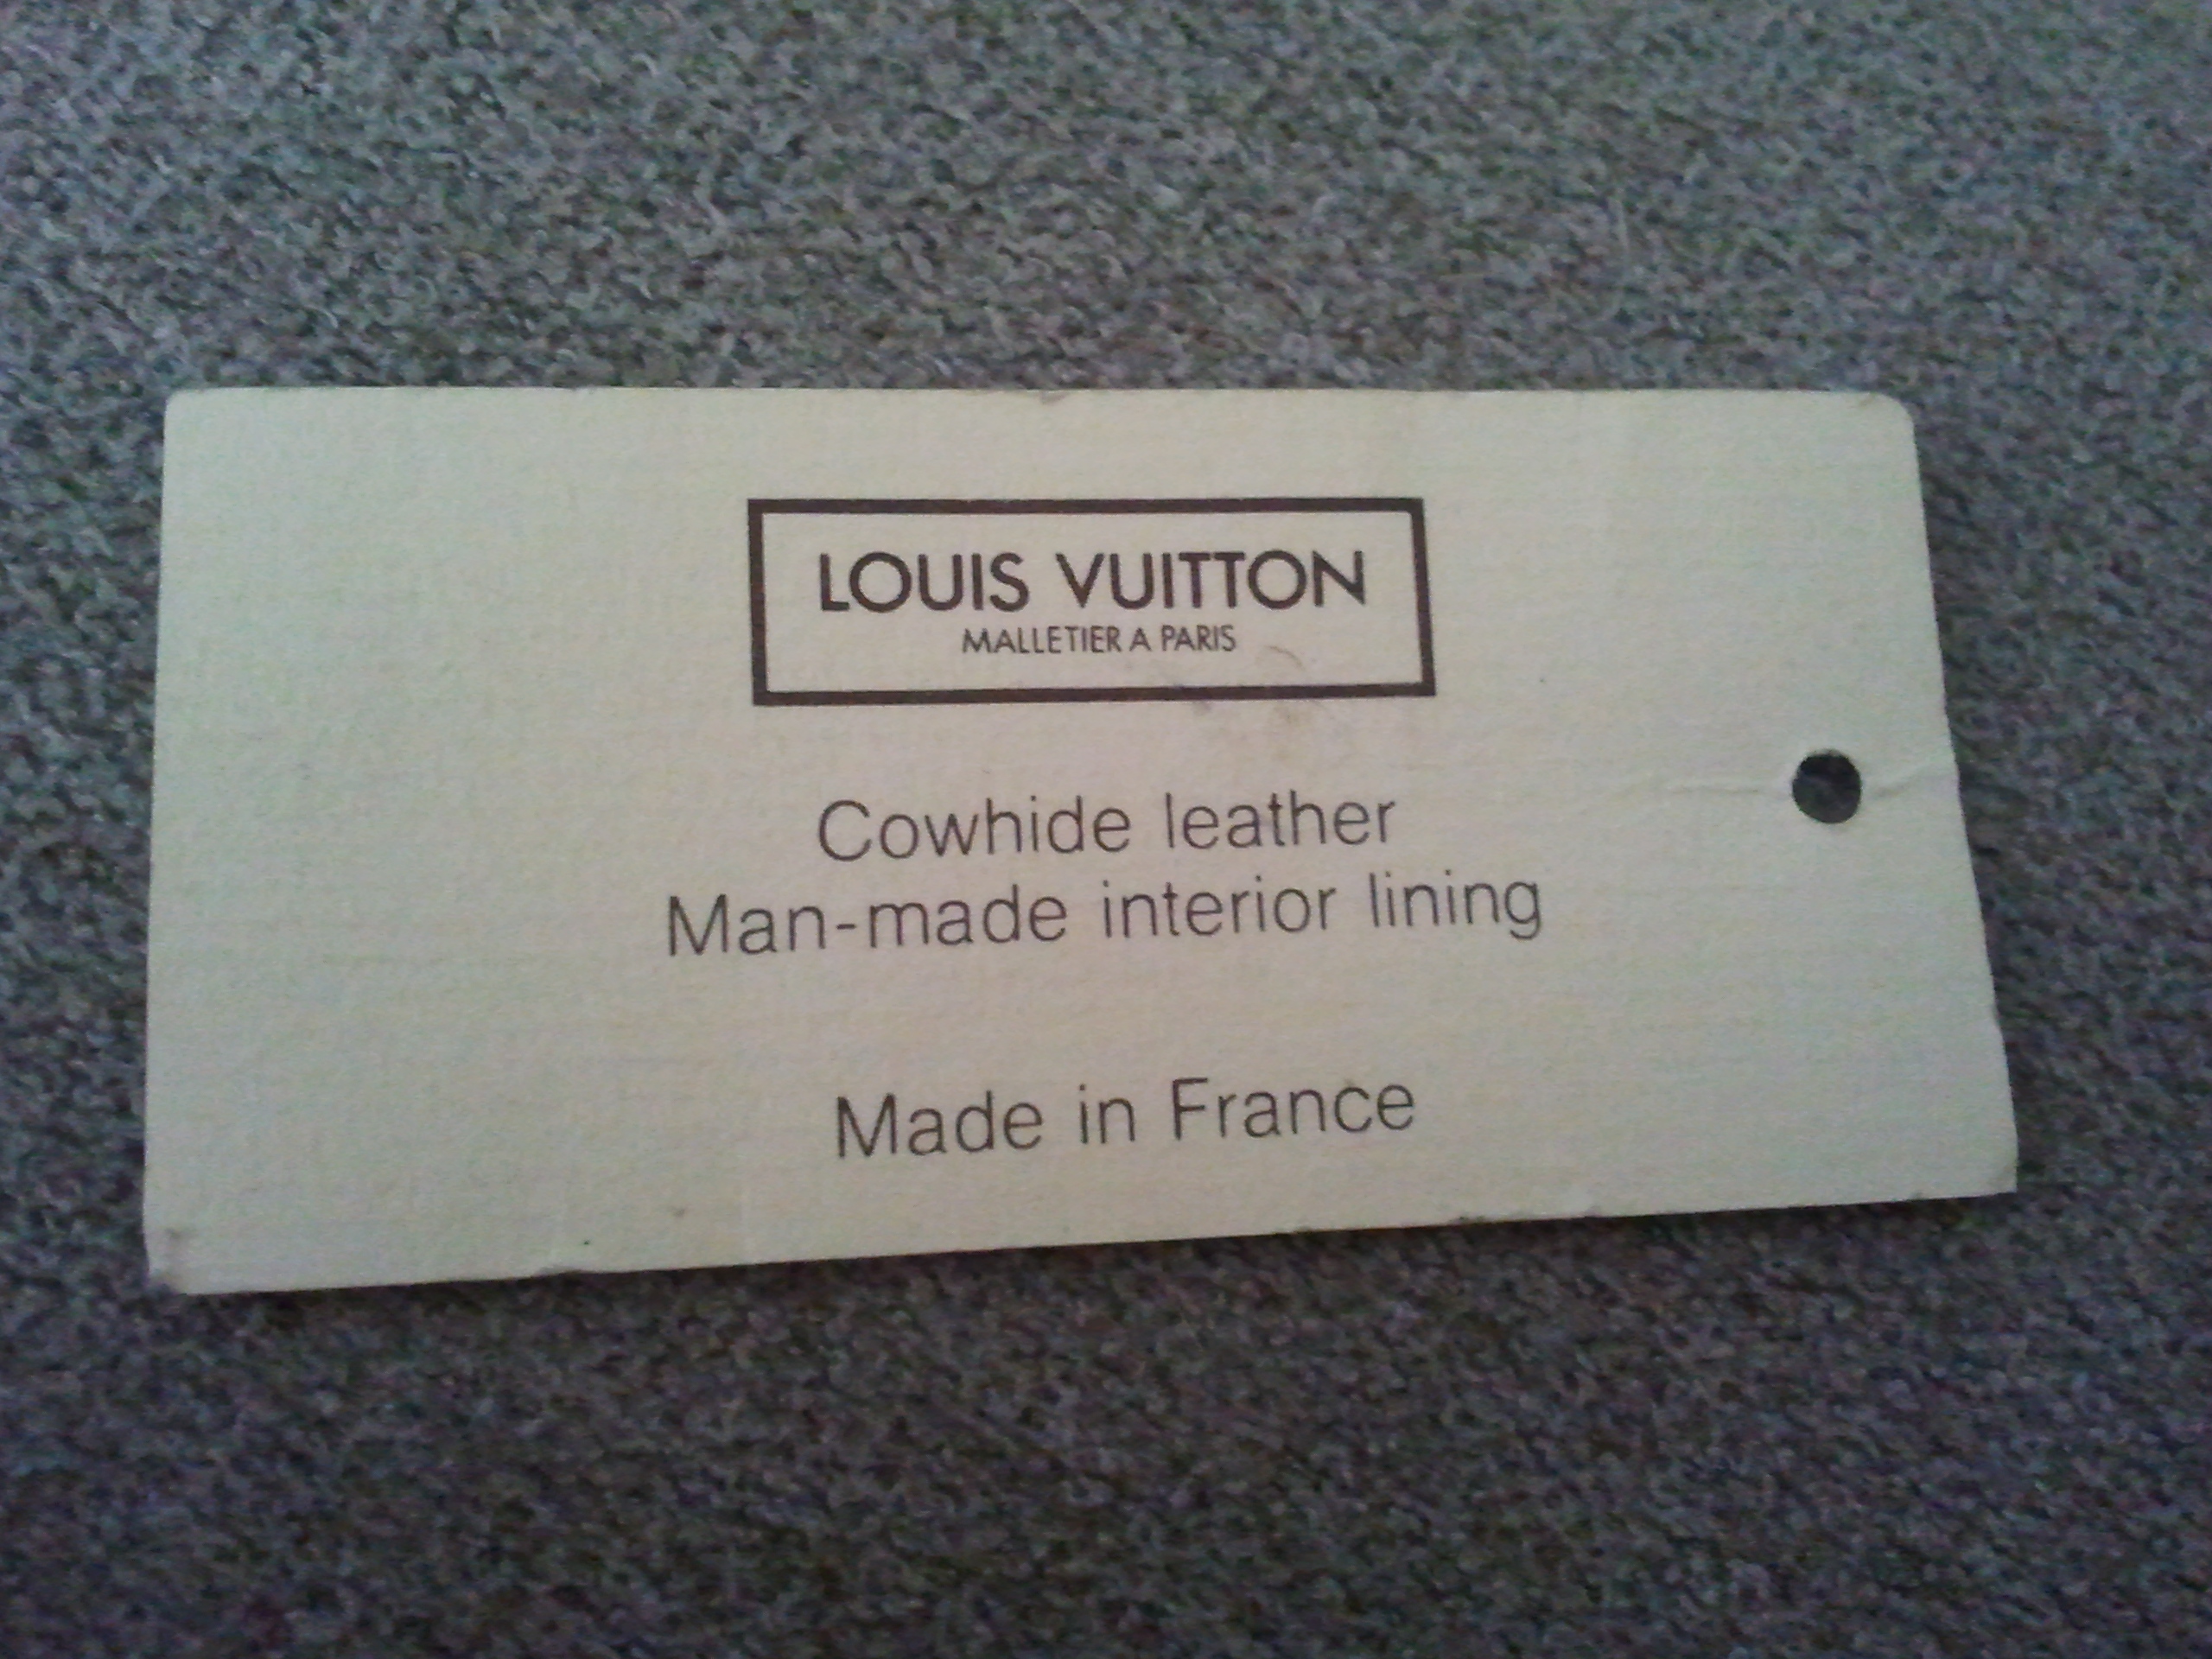 LOUIS VUITTON
MALLETIER A PARIS
Cowhide leather
Man-made interior lining
Made in France